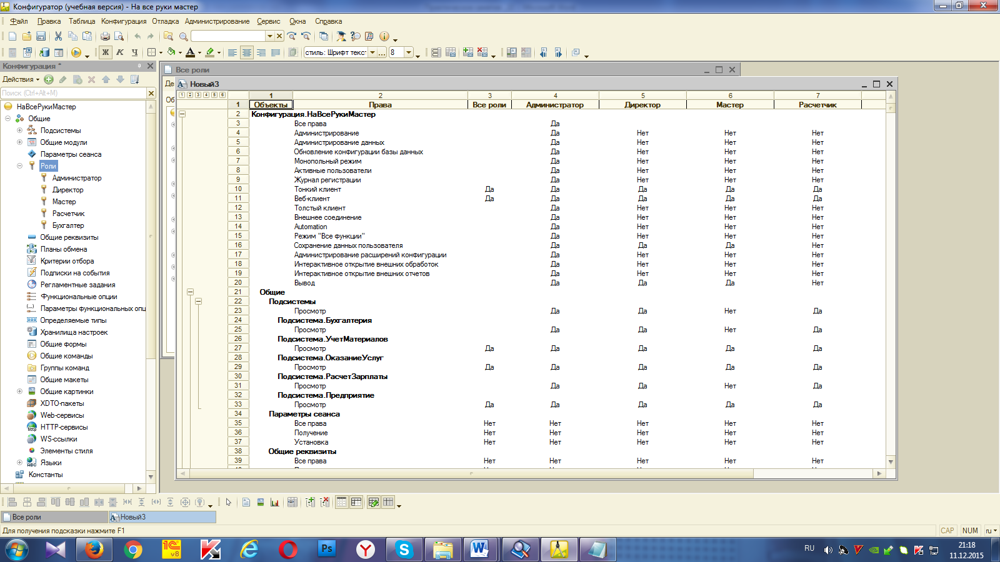 Конфигуратор (учебная версия) - На все руки мастер
Файл Правка Таблица Конфигурация Отладка Администрирование Сервис Окна Справка
Ж К Ч А стиль: Шрифт текст 8
Конфигурация *
Действия
Поиск (Ctrl+Alt+M)
НаВсеРукиМастер
Общие
Подсистемы
Общие модули
Параметры сеанса
Роли
Администратор
Директор
Мастер
Расчетчик
Бухгалтер
Общие реквизиты
Планы обмена
Критерии отбора
Подписки на события
Регламентные задания
Функциональные опции
Параметры функциональных опц
Определяемые типы
Хранилища настроек
Общие формы
Общие команды
Группы команд
Общие макеты
Общие картинки
XDTO-пакеты
Web-сервисы
HTTP-сервисы
WS-ссылки
Элементы стиля
Языки
Константы
Все роли
Де
Об
Новый3
1 2 3 4 5 6
1 2 3 4 5 6 7
1 Объекты Права Все роли Администратор Директор Мастер Расчетчик
2 Конфигурация.НаВсеРукиМастер
3 Все права Да
4 Администрирование Да Нет Нет Нет
5 Администрирование данных Да Нет Нет Нет
6 Обновление конфигурации базы данных Да Нет Нет Нет
7 Монопольный режим Да Нет Нет Нет
8 Активные пользователи Да Нет Нет Нет
9 Журнал регистрации Да Нет Нет Нет
10 Тонкий клиент Да Да Да Да Да
11 Веб-клиент Да Да Да Да Да
12 Толстый клиент Да Нет Нет Нет
13 Внешнее соединение Да Нет Нет Нет
14 Automation Да Нет Нет Нет
15 Режим "Все функции" Да Нет Нет Нет
16 Сохранение данных пользователя Да Да Да Нет
17 Администрирование расширений конфигурации Да Нет Нет Нет
18 Интерактивное открытие внешних обработок Да Нет Нет Нет
19 Интерактивное открытие внешних отчетов Да Нет Нет Нет
20 Вывод Да Да Да Нет
21 Общие
22 Подсистемы
23 Просмотр Да Да Нет Да
24 Подсистема.Бухгалтерия
25 Просмотр Да Да Нет Да
26 Подсистема.УчетМатериалов
27 Просмотр Да Да Да Да Да
28 Подсистема.ОказаниеУслуг
29 Просмотр Да Да Да Да Да
30 Подсистема.РасчетЗарплаты
31 Просмотр Да Да Нет Да
32 Подсистема.Предприятие
33 Просмотр Да Да Да Да Да
34 Параметры сеанса
35 Все права Нет Нет Нет Нет Нет
36 Получение Нет Нет Нет Нет Нет
37 Установка Нет Нет Нет Нет Нет
38 Общие реквизиты
39 Все права Нет Нет Нет Нет Нет
Все роли Новый3
Для получения подсказки нажмите F1
CAP NUM ru
RU
21:18
11.12.2015